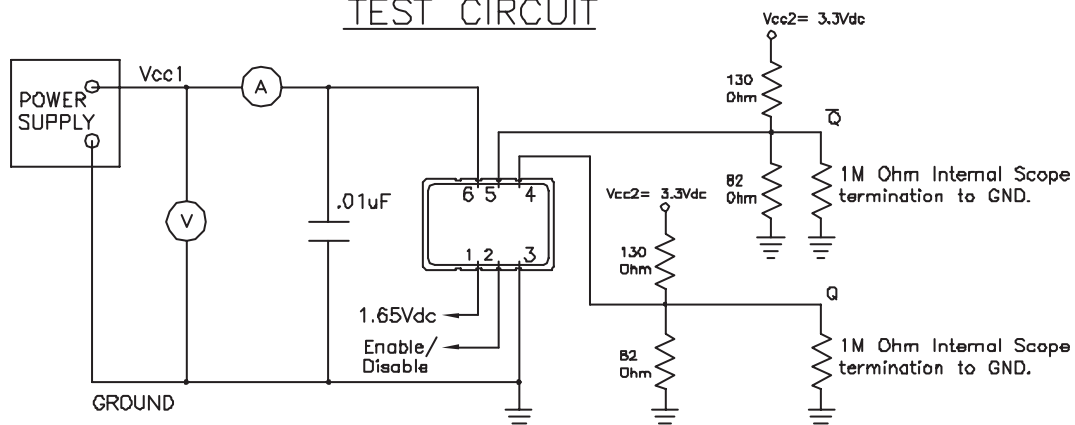 TEST CIRCUIT
Vcc2= 3.3Vdc
Vcc1
A
130
Ohm
POWER
SUPPLY
Q̅
82
Ohm
1M Ohm Internal Scope
termination to GND.
.01uF
6 5 4
Vcc2= 3.3Vdc
V
1 2 3
130
Ohm
Q
1.65Vdc
Enable/
Disable
82
Ohm
1M Ohm Internal Scope
termination to GND.
GROUND